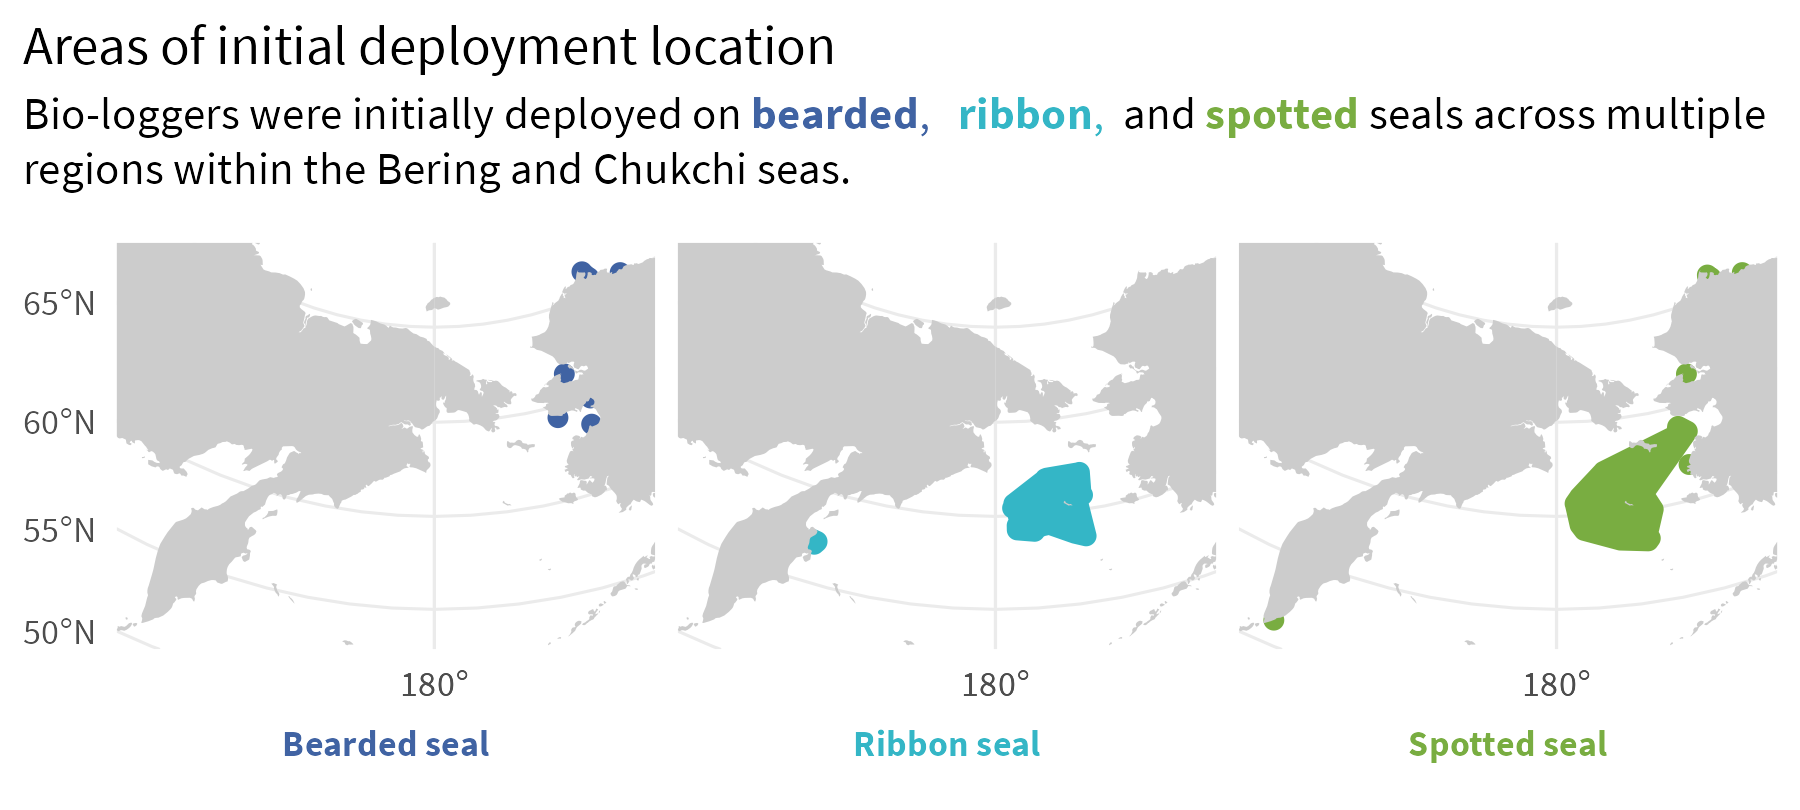 Areas of initial deployment location
Bio-loggers were initially deployed on bearded, ribbon, and spotted seals across multiple
regions within the Bering and Chukchi seas.
65°N
60°N
55°N
50°N
180°
180°
180°
Bearded seal
Ribbon seal
Spotted seal